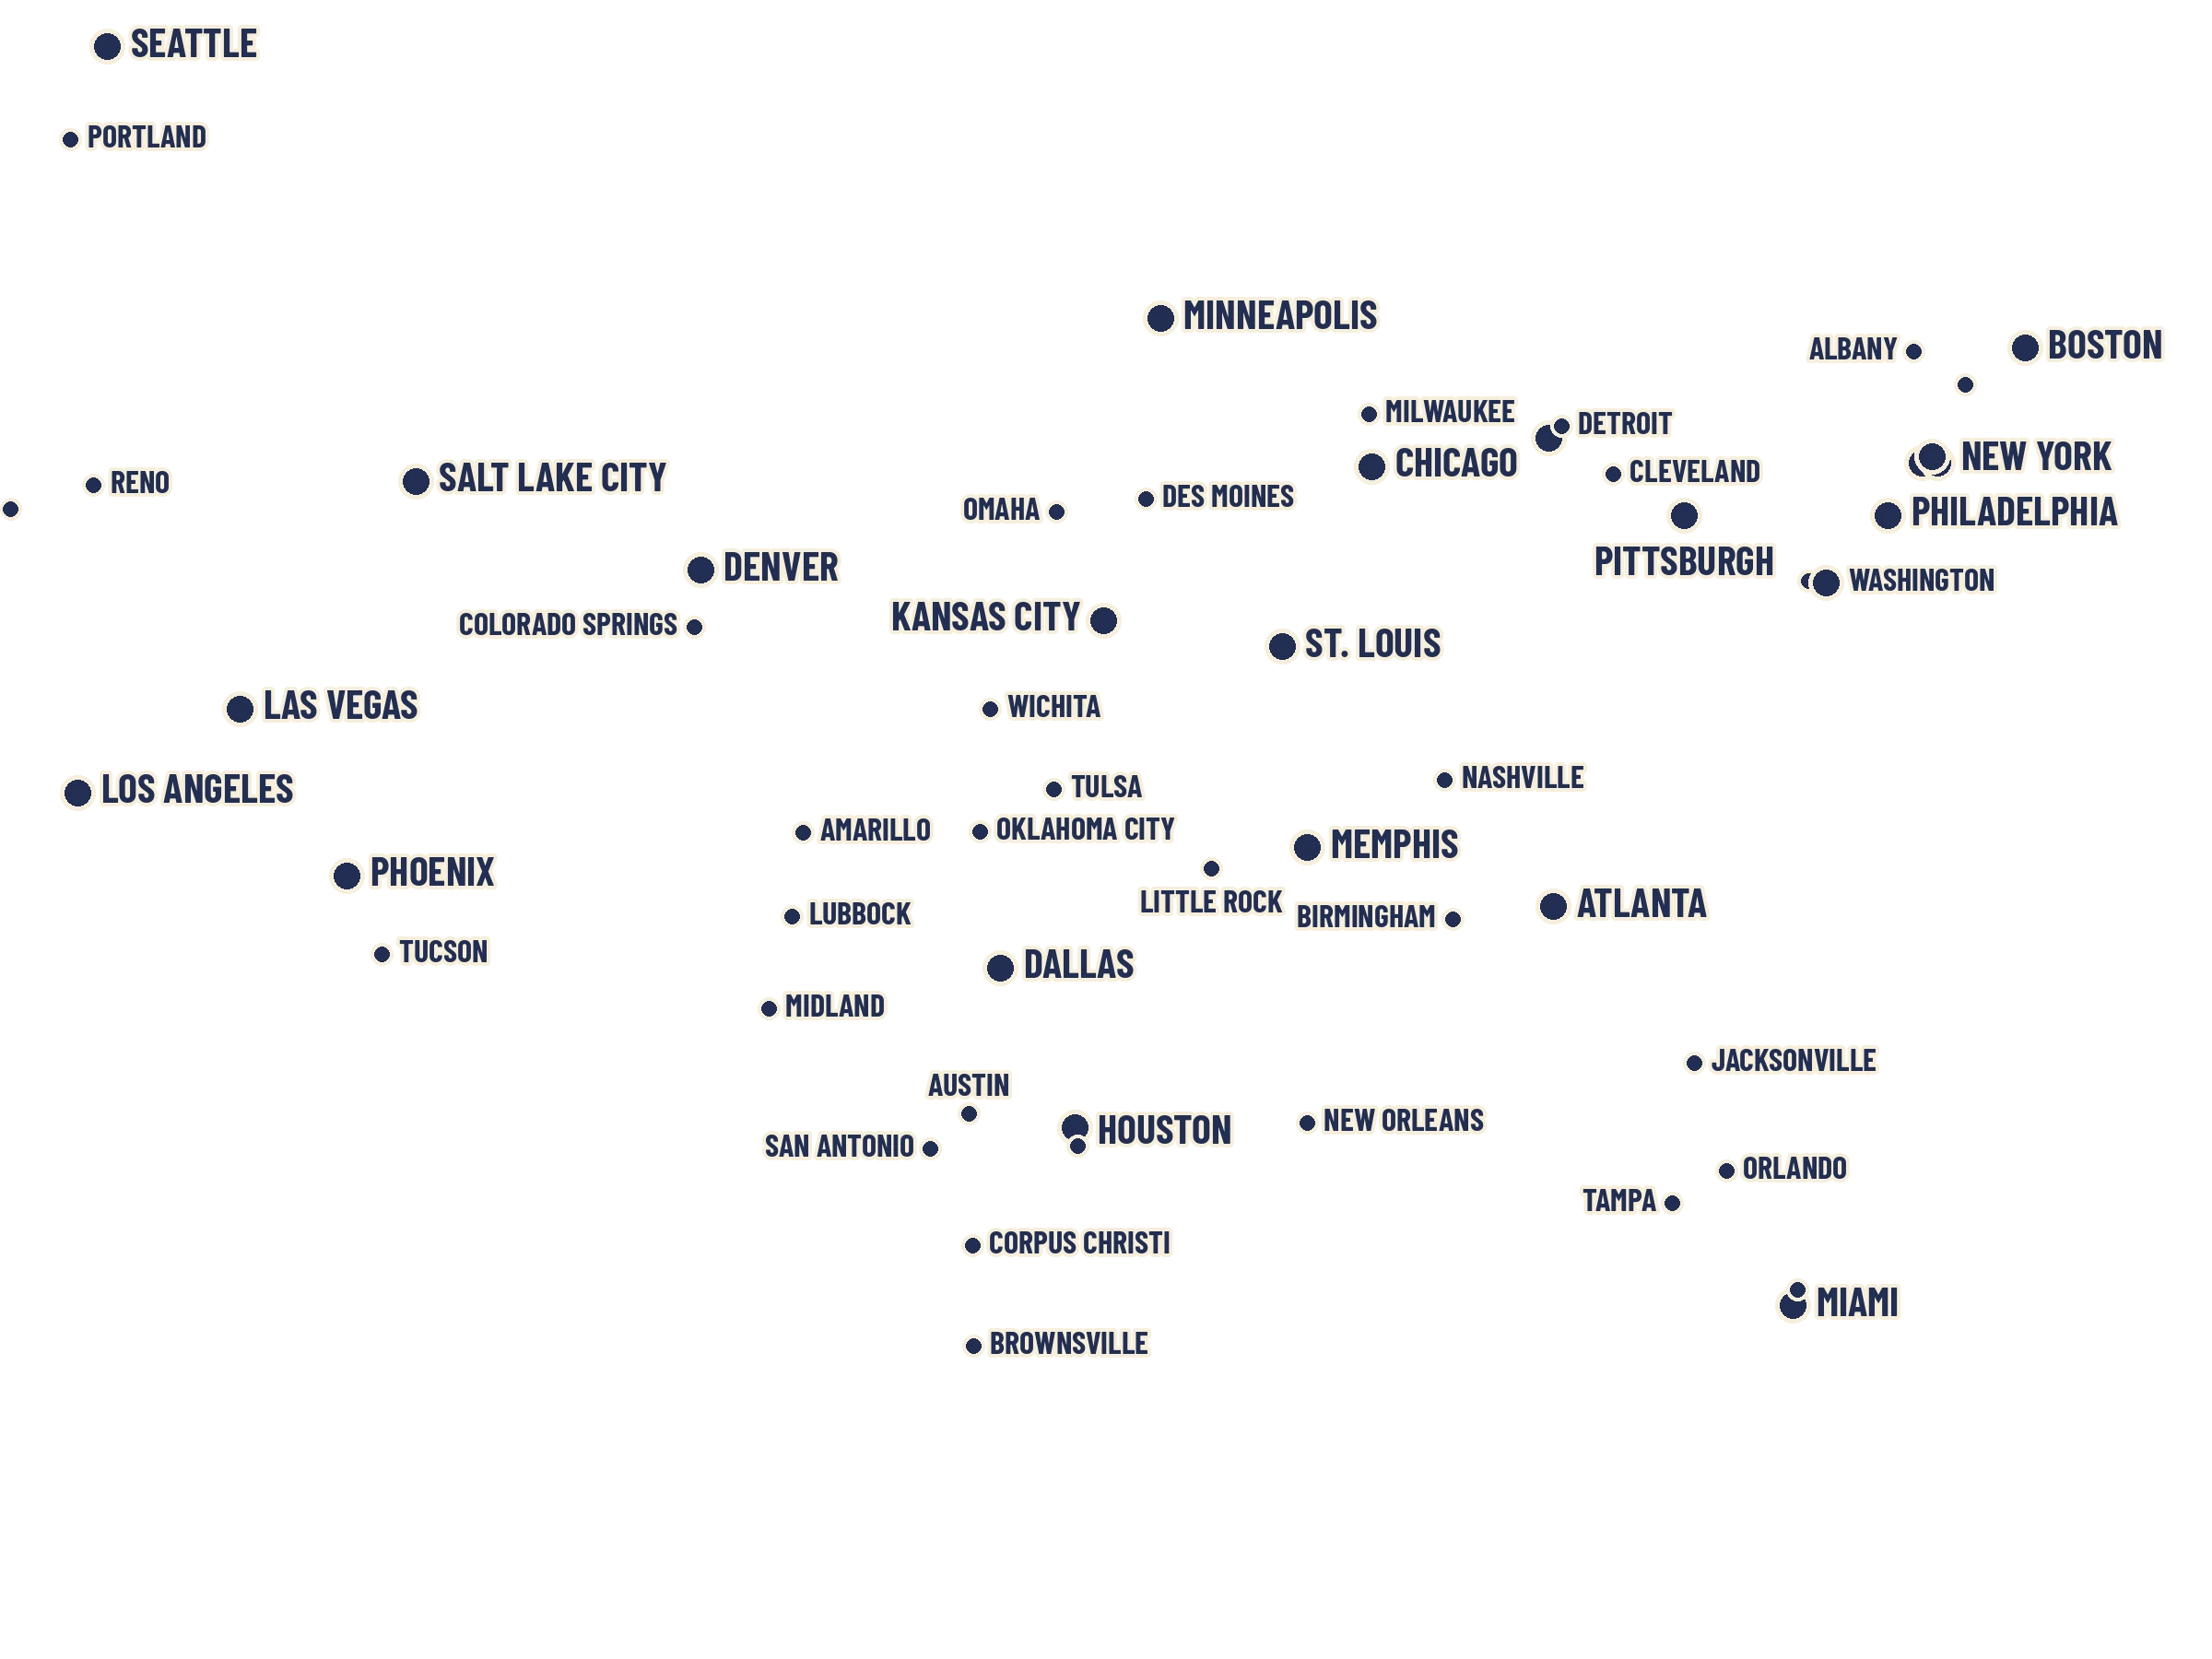 SEATTLE
PORTLAND
MINNEAPOLIS
ALBANY
BOSTON
MILWAUKEE
DETROIT
NEW YORK
CHICAGO
CLEVELAND
SALT LAKE CITY
RENO
DES MOINES
OMAHA
PHILADELPHIA
PITTSBURGH
DENVER
WASHINGTON
KANSAS CITY
COLORADO SPRINGS
ST. LOUIS
LAS VEGAS
WICHITA
NASHVILLE
LOS ANGELES
TULSA
AMARILLO
OKLAHOMA CITY
MEMPHIS
PHOENIX
LITTLE ROCK
ATLANTA
LUBBOCK
BIRMINGHAM
TUCSON
DALLAS
MIDLAND
JACKSONVILLE
AUSTIN
NEW ORLEANS
HOUSTON
SAN ANTONIO
ORLANDO
TAMPA
CORPUS CHRISTI
MIAMI
BROWNSVILLE